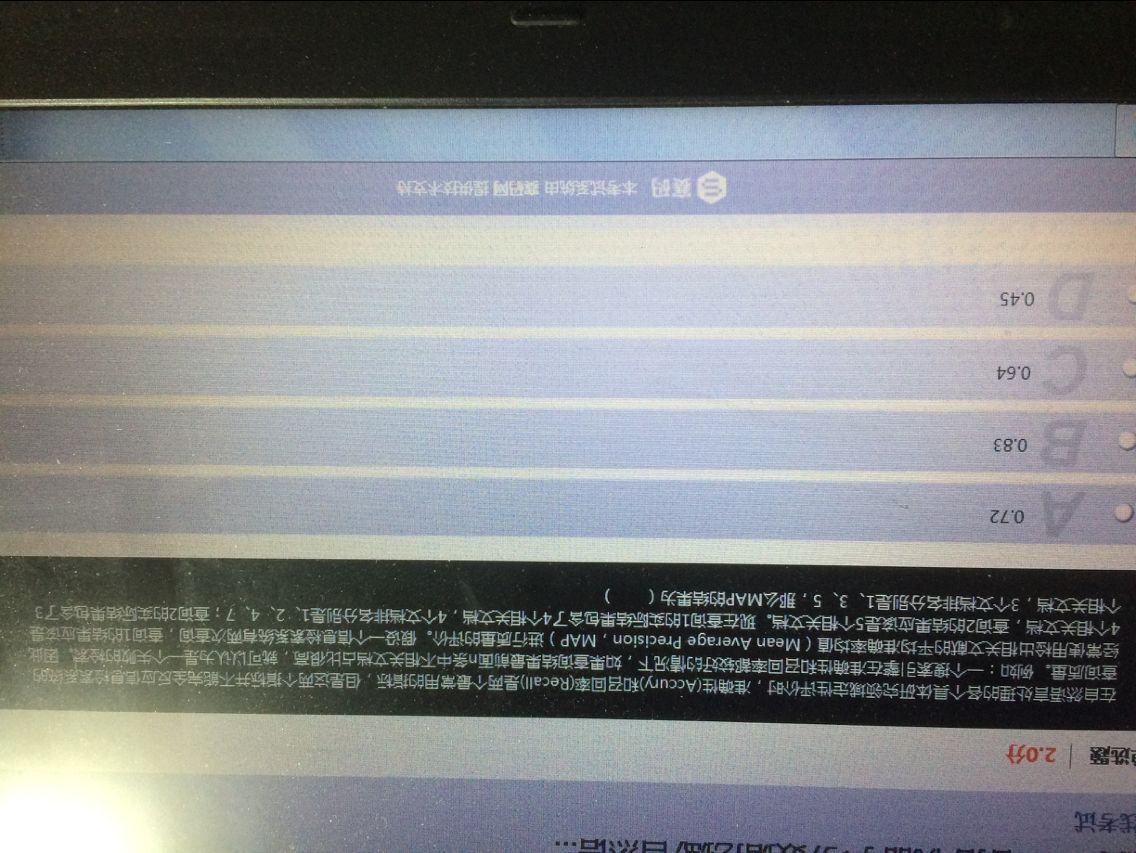 数据挖掘/自然语...
线考试
单选题 | 2.0分
在自然语言处理的各个具体研究领域定性评价时，准确性(Accury)和召回率(Recall)是两个最常用的指标，但是这两个指标并不能完全反应信息检索系统的
查询质量。例如：一个搜索引擎在准确性和召回率都较好的情况下，如果查询结果最前面n条中不相关文档占比很高，就可以认为是一个失败的检索。因此
经常使用检出相关文献的平均准确率均值（Mean Average Precision，MAP）进行质量的评价。假设一个信息检索系统有两次查询，查询1的结果应该是
4个相关文档，查询2的结果应该是5个相关文档。现在查询1的实际结果包含了4个相关文档，4个文档排名分别是1、2、4、7；查询2的实际结果包含了3
个相关文档，3个文档排名分别是1、3、5，那么MAP的结果为（ ）
A 0.72
B 0.83
C 0.64
D 0.45
赛码 本考试系统由 赛码网 提供技术支持